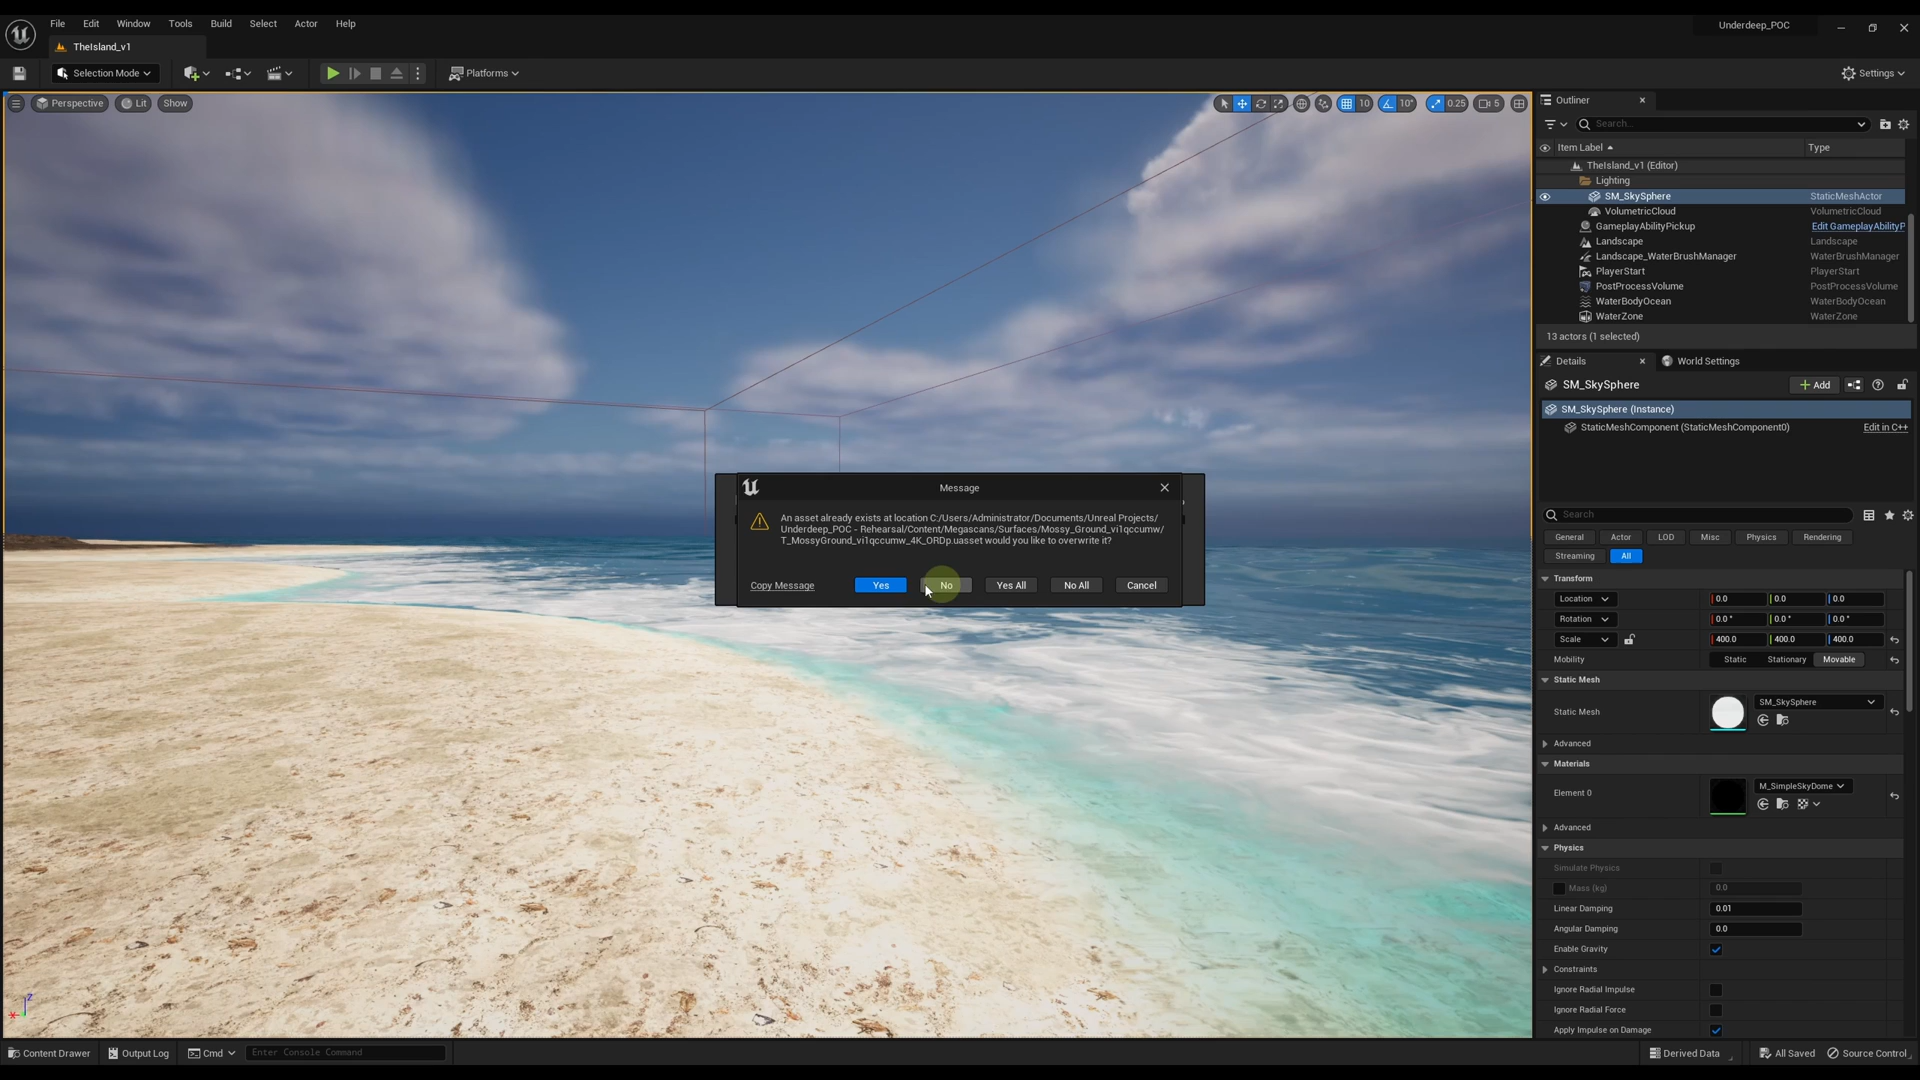 File Edit Window Tools Build Select Actor Help
Underdeep_POC
TheIsland_v1
Selection Mode
Platforms
Settings
Perspective Lit Show
10 10° 0.25 5
Outliner
Search...
Item Label Type
TheIsland_v1 (Editor)
Lighting
SM_SkySphere StaticMeshActor
VolumetricCloud VolumetricCloud
GameplayAbilityPickup Edit GameplayAbilityP
Landscape Landscape
Landscape_WaterBrushManager WaterBrushManager
PlayerStart PlayerStart
PostProcessVolume PostProcessVolume
WaterBodyOcean WaterBodyOcean
WaterZone WaterZone
13 actors (1 selected)
Details World Settings
SM_SkySphere Add
SM_SkySphere (Instance)
StaticMeshComponent (StaticMeshComponent0) Edit in C++
Search
General Actor LOD Misc Physics Rendering
Streaming All
Transform
Location 0.0 0.0 0.0
Rotation 0.0 ° 0.0 ° 0.0 °
Scale 400.0 400.0 400.0
Mobility Static Stationary Movable
Static Mesh
Static Mesh SM_SkySphere
Advanced
Materials
Element 0 M_SimpleSkyDome
Advanced
Physics
Simulate Physics
Mass (kg) 0.0
Linear Damping 0.01
Angular Damping 0.0
Enable Gravity
Constraints
Ignore Radial Impulse
Ignore Radial Force
Apply Impulse on Damage
Message
An asset already exists at location C:/Users/Administrator/Documents/Unreal Projects/
Underdeep_POC - Rehearsal/Content/Megascans/Surfaces/Mossy_Ground_vi1qccumw/
T_MossyGround_vi1qccumw_4K_ORDp.uasset would you like to overwrite it?
Copy Message Yes No Yes All No All Cancel
z
x
Content Drawer Output Log Cmd Enter Console Command
Derived Data All Saved Source Control